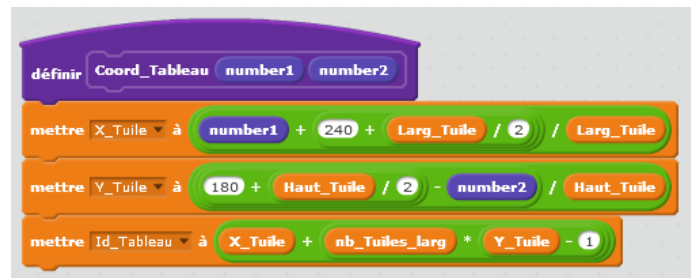 définir Coord_Tableau number1 number2
mettre X_Tuile à number1 + 240 + Larg_Tuile / 2 / Larg_Tuile
mettre Y_Tuile à 180 + Haut_Tuile / 2 - number2 / Haut_Tuile
mettre Id_Tableau à X_Tuile + nb_Tuiles_larg * Y_Tuile - 1